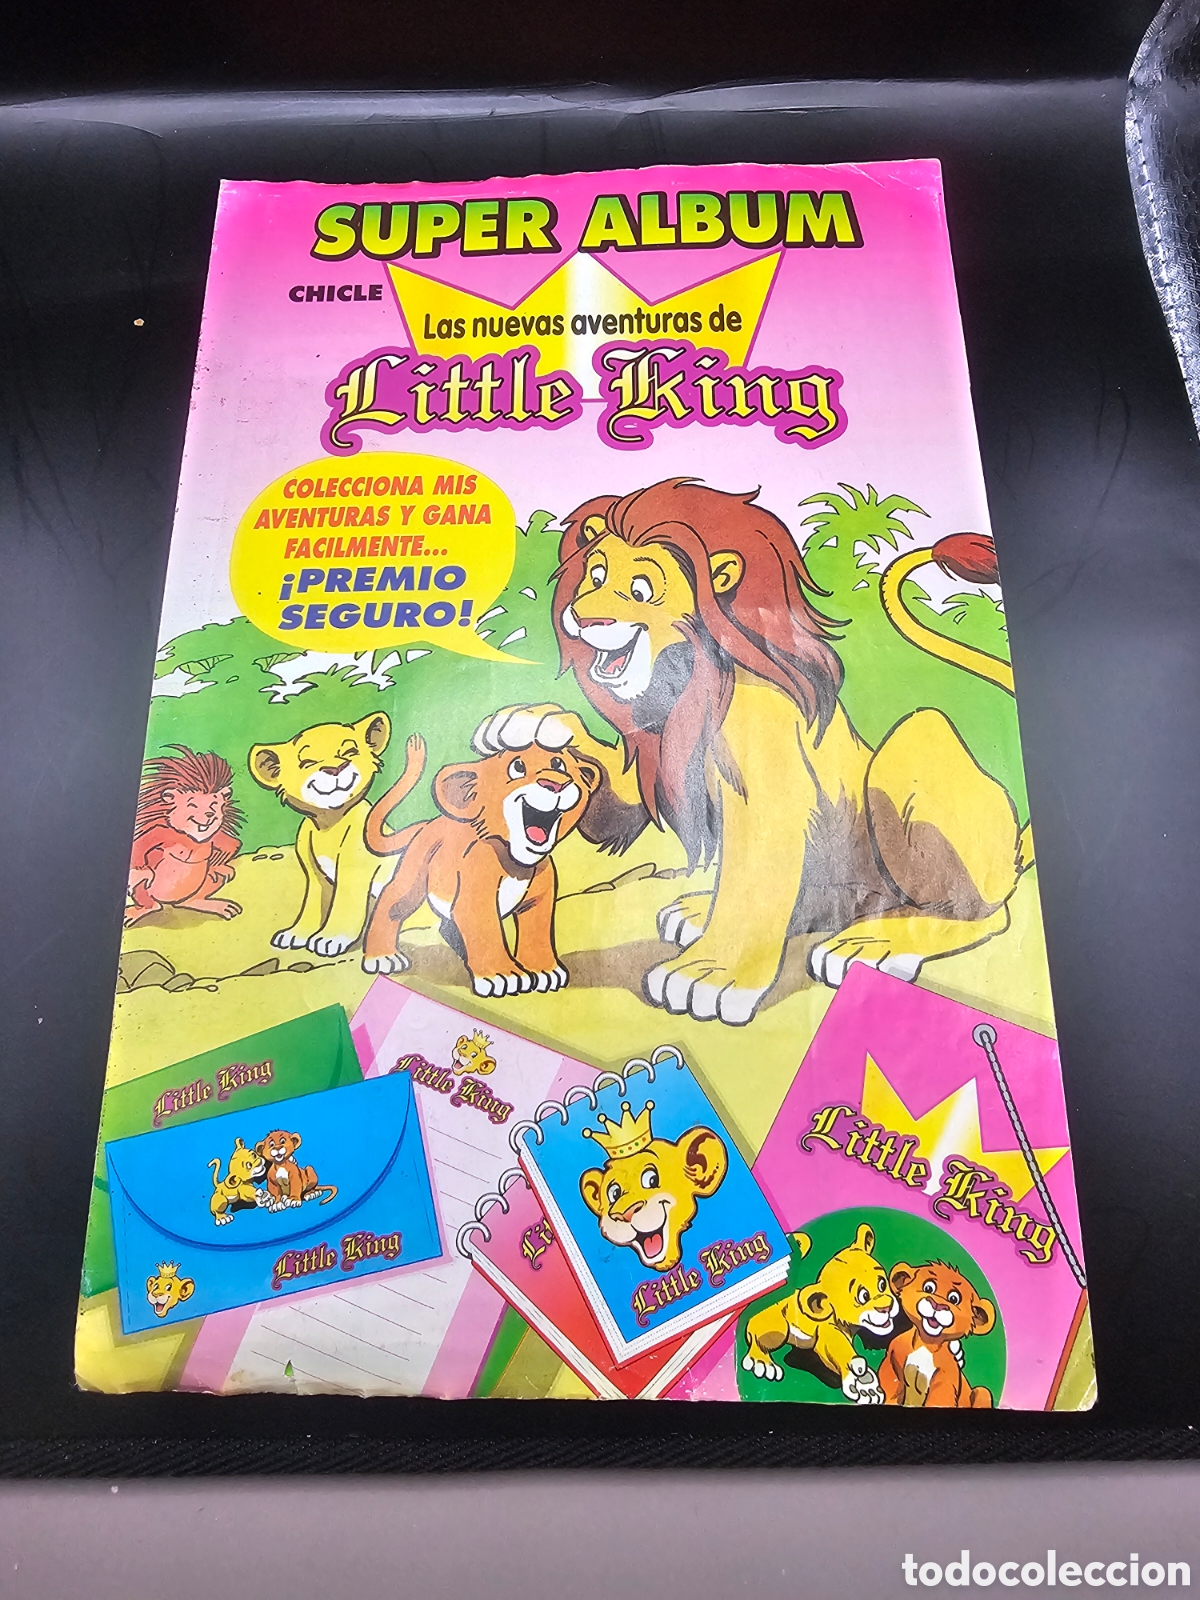 SUPER ALBUM
CHICLE
Las nuevas aventuras de
Little King
COLECCIONA MIS
AVENTURAS Y GANA
FACILMENTE...
¡PREMIO
SEGURO!
Little King
Little King
Little King
Little King
Little King
todocoleccion